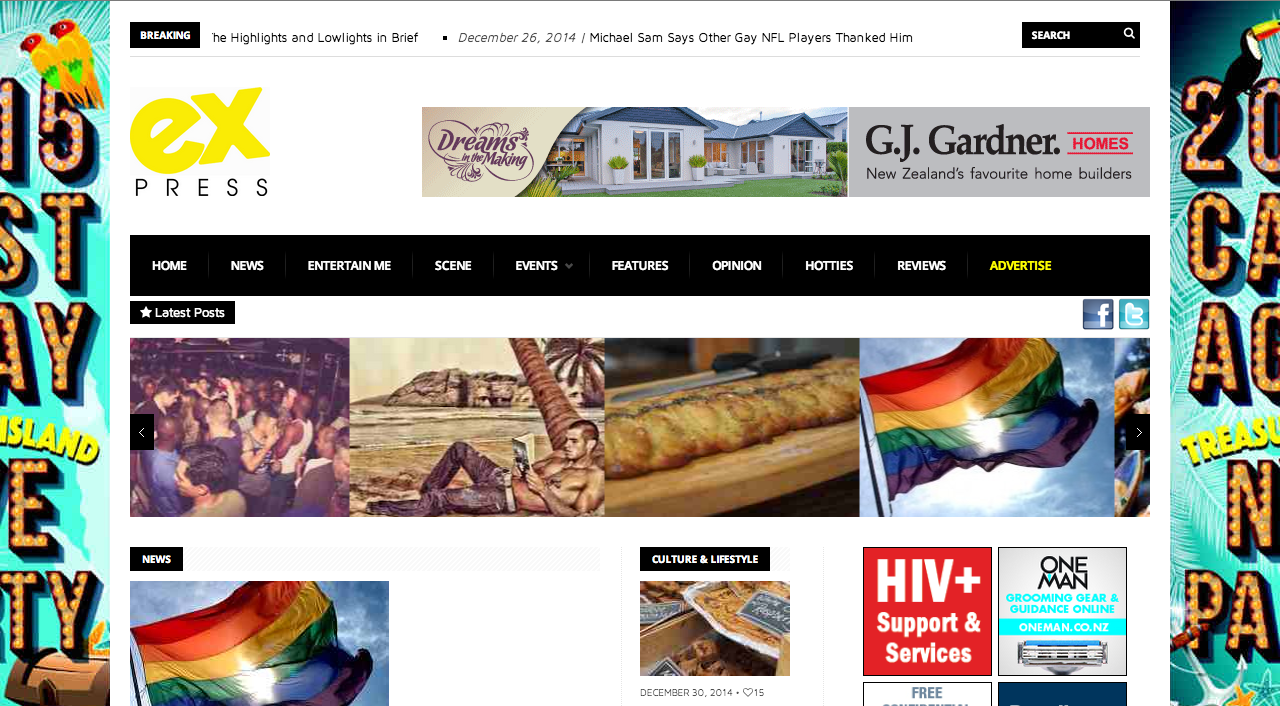 BREAKING
he Highlights and Lowlights in Brief
December 26, 2014 | Michael Sam Says Other Gay NFL Players Thanked Him
SEARCH
ex
PRESS
Dreams
in the Making
G.J. Gardner. HOMES
New Zealand's favourite home builders
HOME NEWS ENTERTAIN ME SCENE EVENTS FEATURES OPINION HOTTIES REVIEWS ADVERTISE
Latest Posts
f
t
15
ST
AY
ISLAND
VE
TY
20
CA
AG
TREASU
N
PA
NEWS
CULTURE & LIFESTYLE
DECEMBER 30, 2014 • 15
HIV+
Support &
Services
ONE
MAN
GROOMING GEAR &
GUIDANCE ONLINE
ONEMAN.CO.NZ
FREE